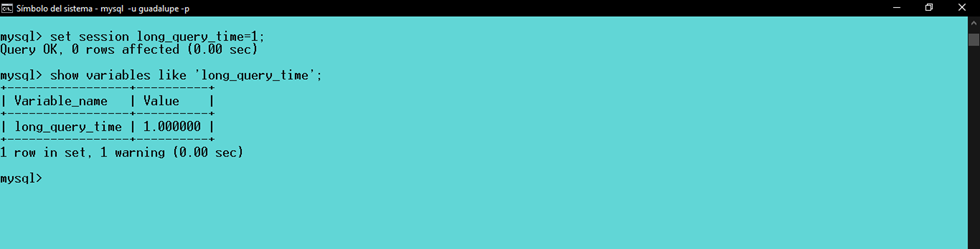 Símbolo del sistema - mysql -u guadalupe -p
mysql> set session long_query_time=1;
Query OK, 0 rows affected (0.00 sec)
mysql> show variables like 'long_query_time';
+-----------------+----------+
| Variable_name   | Value    |
+-----------------+----------+
| long_query_time | 1.000000 |
+-----------------+----------+
1 row in set, 1 warning (0.00 sec)
mysql>